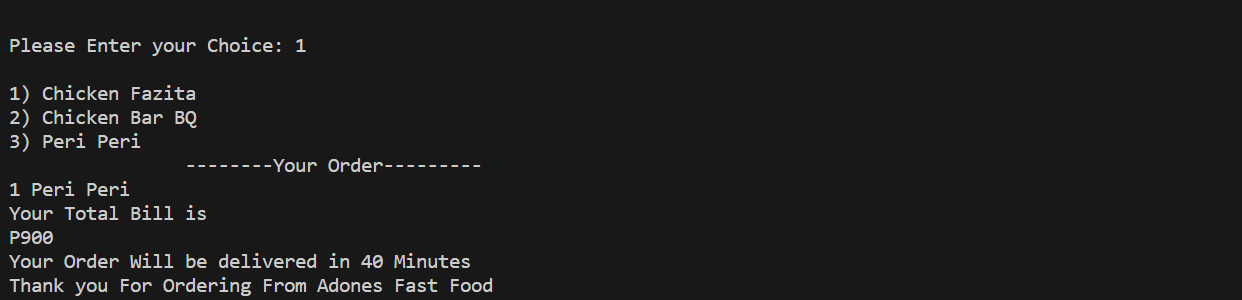 Please Enter your Choice: 1
1) Chicken Fazita
2) Chicken Bar BQ
3) Peri Peri
--------Your Order---------
1 Peri Peri
Your Total Bill is
P900
Your Order Will be delivered in 40 Minutes
Thank you For Ordering From Adones Fast Food